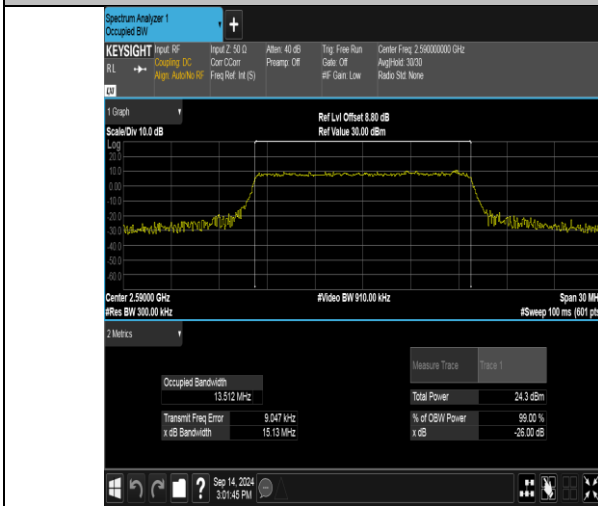 Spectrum Analyzer 1
Occupied BW
KEYSIGHT
RL
Input: RF
Coupling: DC
Align: Auto/No RF
Input Z: 50 Ω
Corr CCorr
Freq Ref: Int (S)
Atten: 40 dB
Preamp: Off
Trig: Free Run
Gate: Off
#IF Gain: Low
Center Freq: 2.590000000 GHz
Avg|Hold: 30/30
Radio Std: None
1 Graph
Scale/Div 10.0 dB
Ref Lvl Offset 8.80 dB
Ref Value 30.00 dBm
Log
20.0
10.0
0.00
-10.0
-20.0
-30.0
-40.0
-50.0
-60.0
Center 2.59000 GHz
#Res BW 300.00 kHz
#Video BW 910.00 kHz
Span 30 MH
#Sweep 100 ms (601 pts
2 Metrics
Measure Trace Trace 1
Occupied Bandwidth
13.512 MHz
Total Power 24.3 dBm
Transmit Freq Error 9.047 kHz
% of OBW Power 99.00 %
x dB Bandwidth 15.13 MHz
x dB -26.00 dB
?
Sep 14, 2024
3:01:45 PM